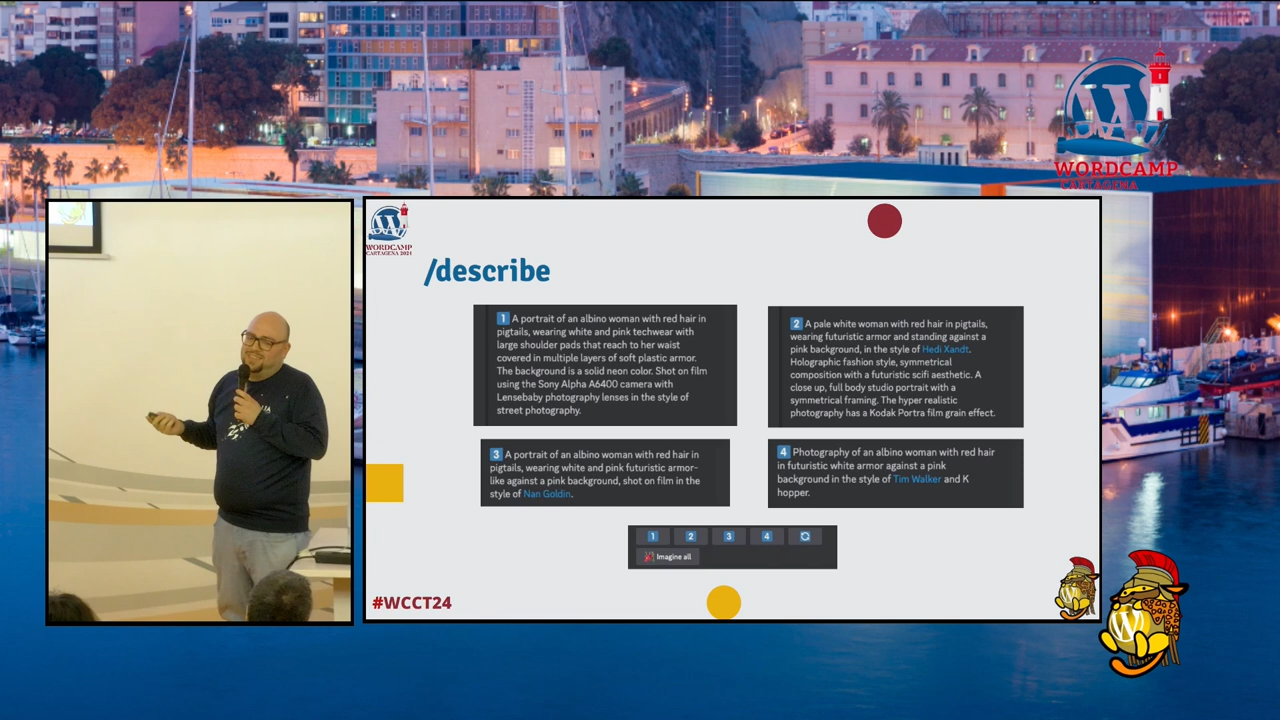 WORDCAMP
CARTAGENA
WORDCAMP
CARTAGENA 2024
/describe
1 A portrait of an albino woman with red hair in
pigtails, wearing white and pink techwear with
large shoulder pads that reach to her waist
covered in multiple layers of soft plastic armor.
The background is a solid neon color. Shot on film
using the Sony Alpha A6400 camera with
Lensebaby photography lenses in the style of
street photography.
2 A pale white woman with red hair in pigtails,
wearing futuristic armor and standing against a
pink background, in the style of Hedi Xandt.
Holographic fashion style, symmetrical
composition with a futuristic scifi aesthetic. A
close up, full body studio portrait with a
symmetrical framing. The hyper realistic
photography has a Kodak Portra film grain effect.
3 A portrait of an albino woman with red hair in
pigtails, wearing white and pink futuristic armor-
like against a pink background, shot on film in the
style of Nan Goldin.
4 Photography of an albino woman with red hair
in futuristic white armor against a pink
background in the style of Tim Walker and K
hopper.
1 2 3 4
Imagine all
#WCCT24